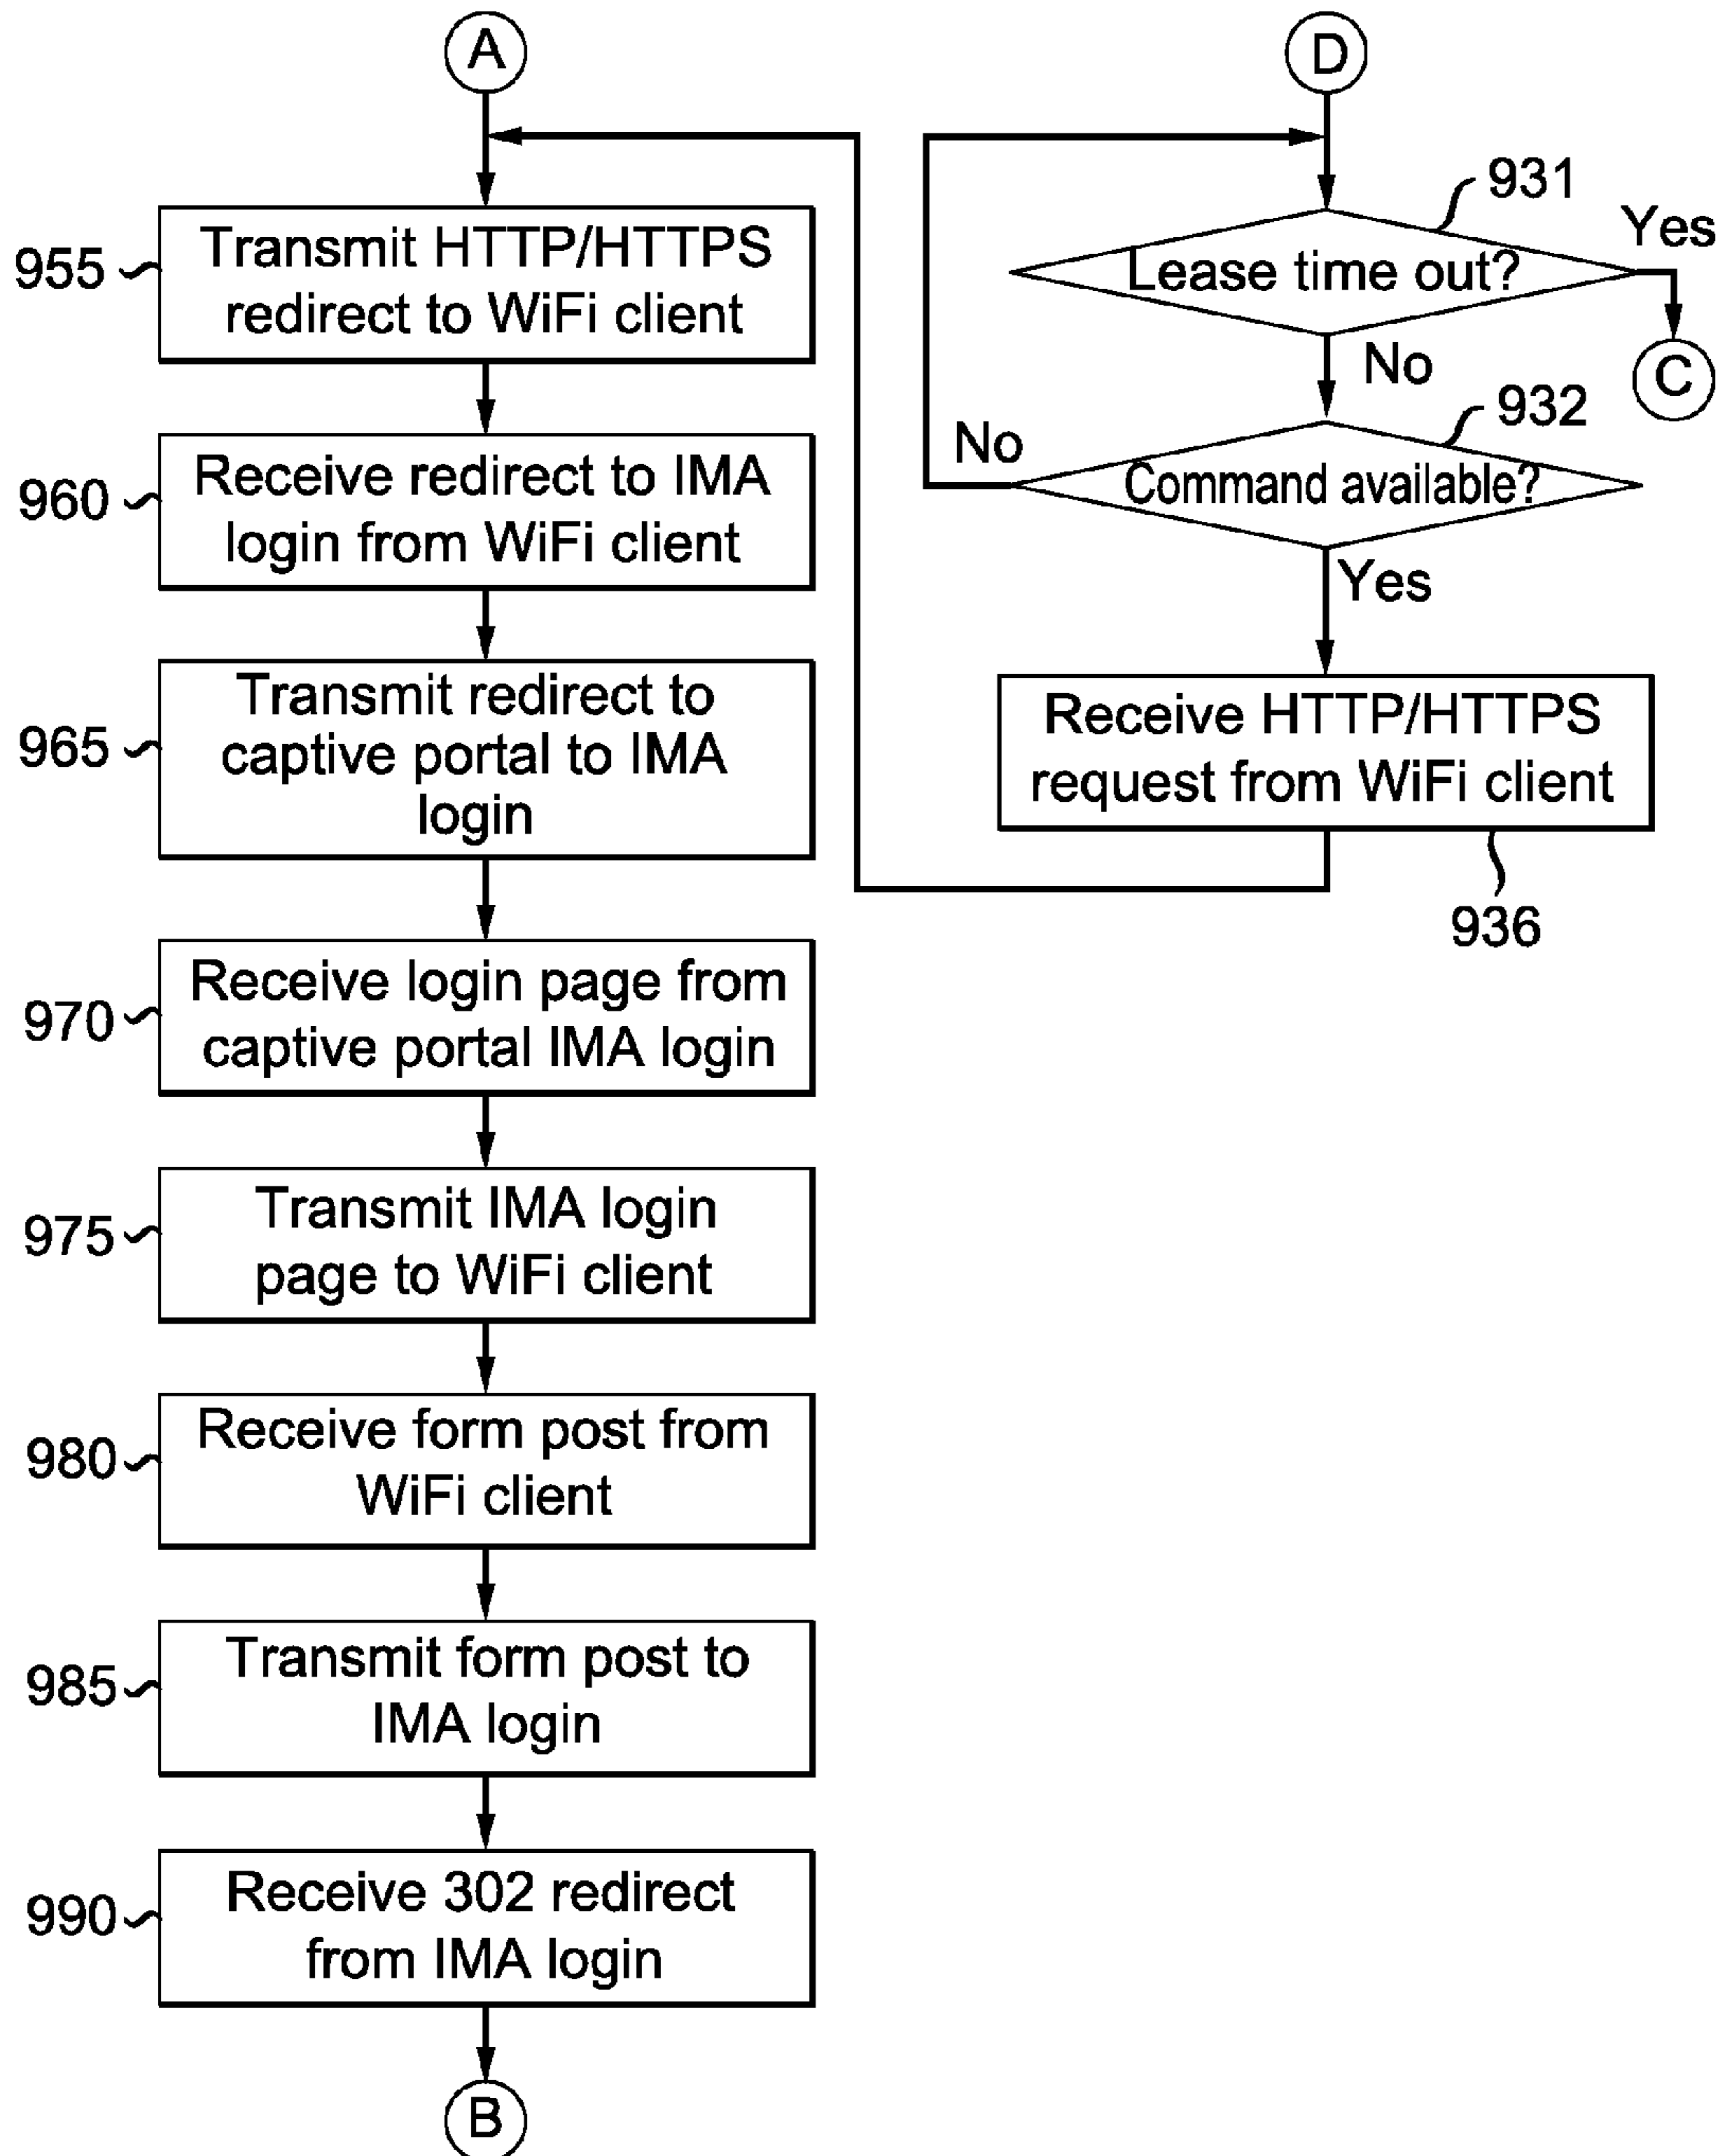 A
955
Transmit HTTP/HTTPS
redirect to WiFi client
960
Receive redirect to IMA
login from WiFi client
965
Transmit redirect to
captive portal to IMA
login
970
Receive login page from
captive portal IMA login
975
Transmit IMA login
page to WiFi client
980
Receive form post from
WiFi client
985
Transmit form post to
IMA login
990
Receive 302 redirect
from IMA login
B
D
931
Lease time out?
Yes
C
No
932
Command available?
No
Yes
Receive HTTP/HTTPS
request from WiFi client
936